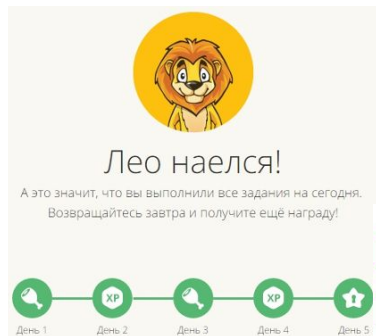 Лео наелся!
А это значит, что вы выполнили все задания на сегодня.
Возвращайтесь завтра и получите ещё награду!
XP XP
День 1 День 2 День 3 День 4 День 5